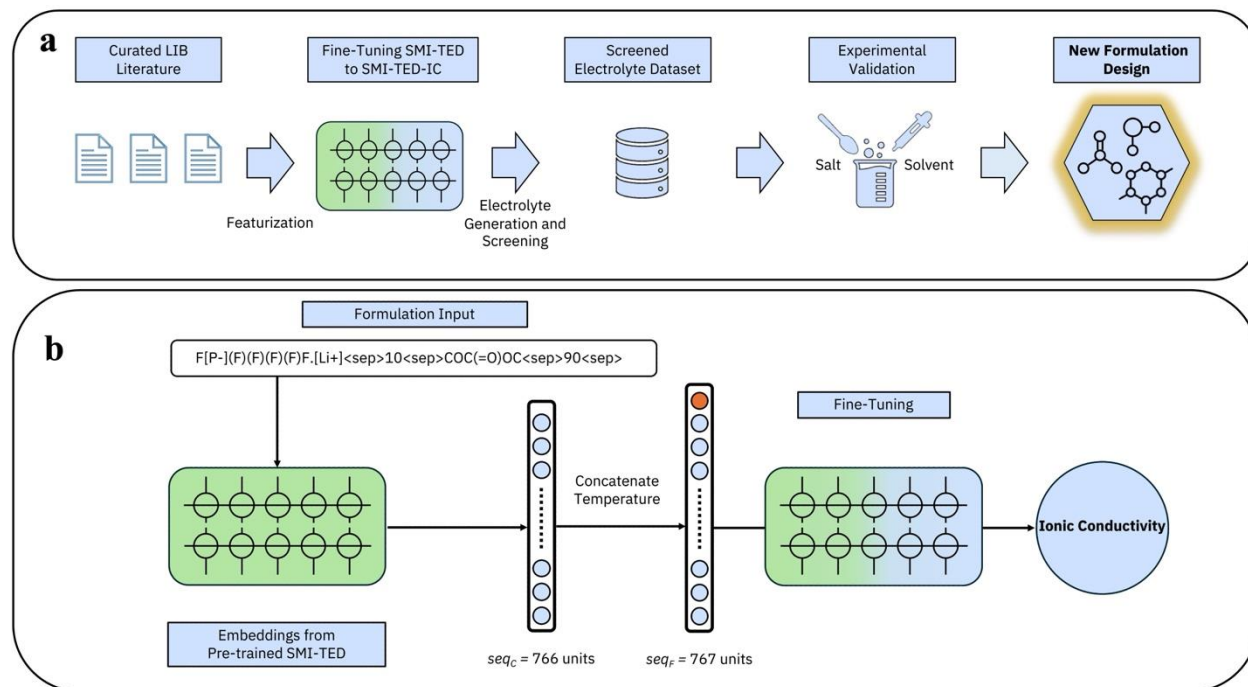 a
Curated LIB
Literature
Fine-Tuning SMI-TED
to SMI-TED-IC
Screened
Electrolyte Dataset
Experimental
Validation
New Formulation
Design
Featurization
Electrolyte
Generation and
Screening
Salt
Solvent
b
Formulation Input
F[P-](F)(F)(F)(F)F.[Li+]<sep>10<sep>COC(=O)OC<sep>90<sep>
Fine-Tuning
Concatenate
Temperature
Ionic Conductivity
Embeddings from
Pre-trained SMI-TED
seqC = 766 units
seqF = 767 units